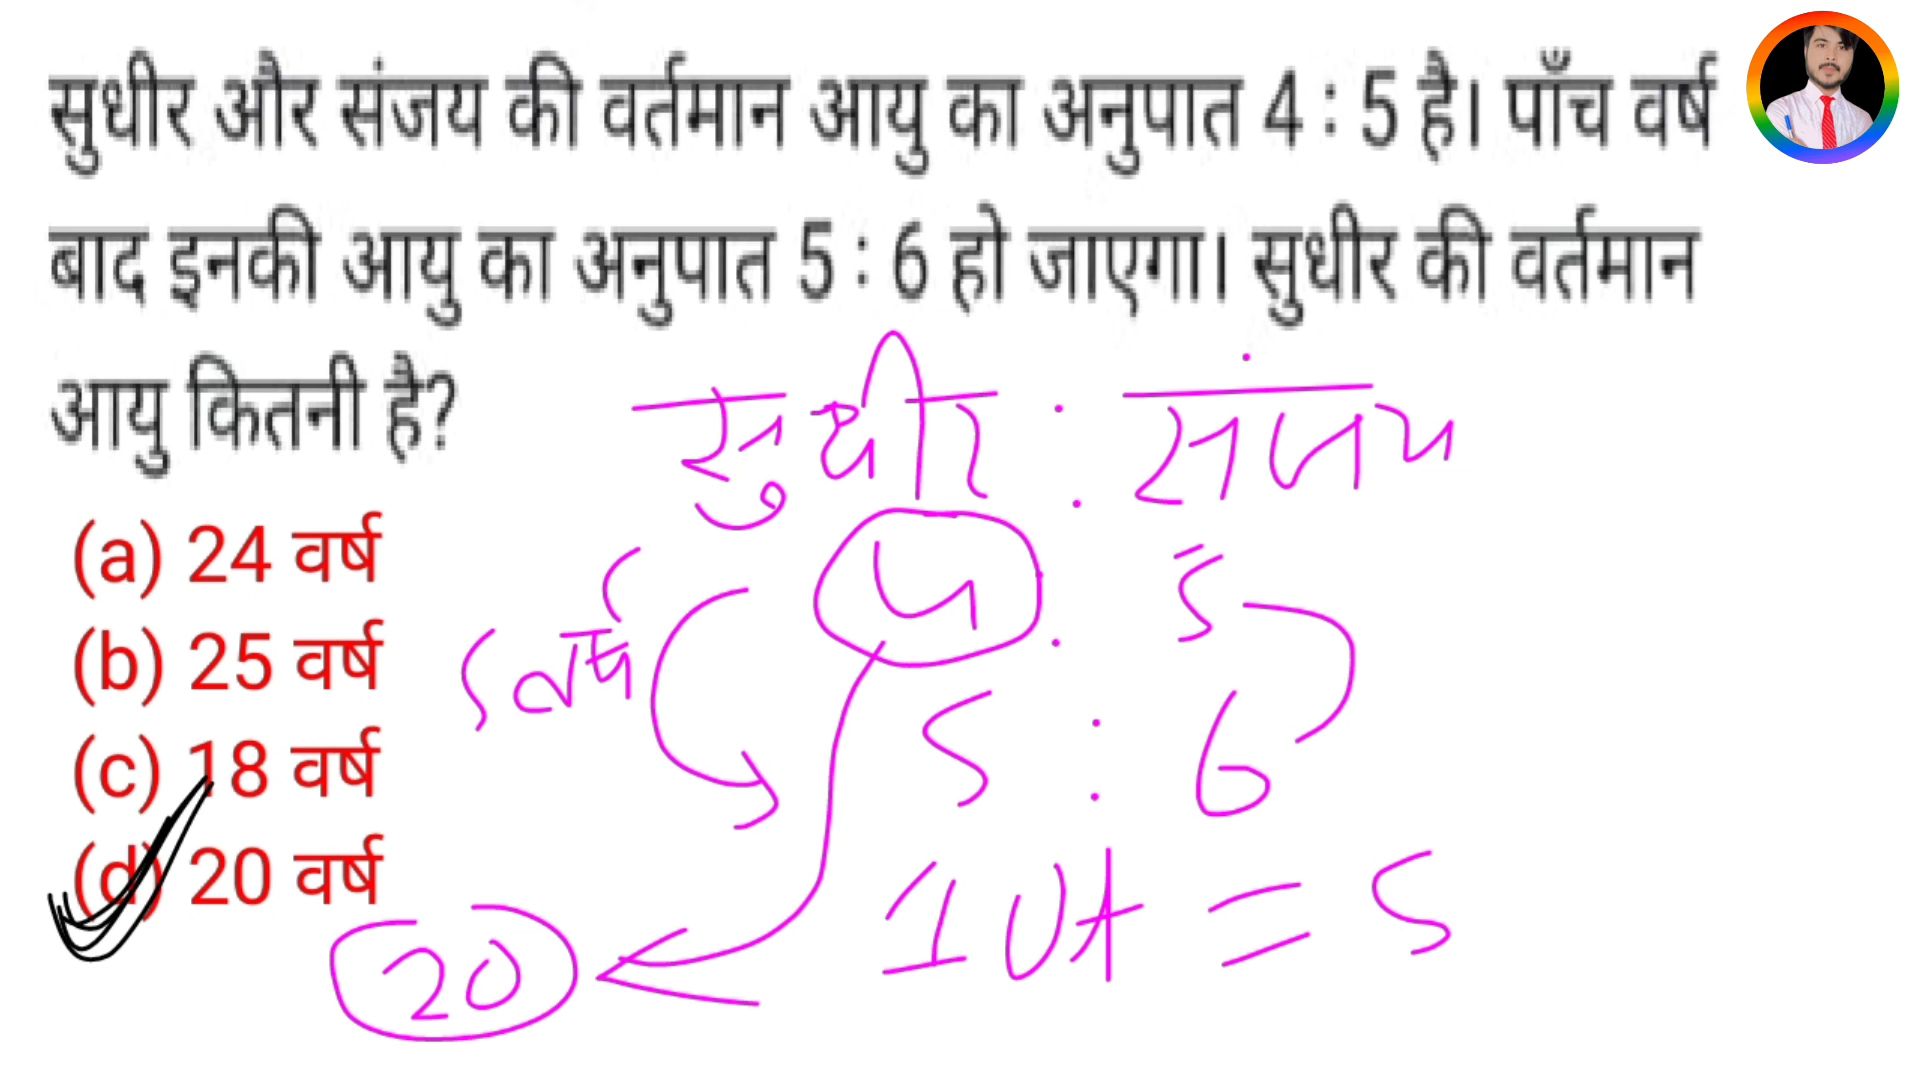 सुधीर और संजय की वर्तमान आयु का अनुपात 4 : 5 है। पाँच वर्ष
बाद इनकी आयु का अनुपात 5 : 6 हो जाएगा। सुधीर की वर्तमान
आयु कितनी है?
सुधीर : संजय
(a) 24 वर्ष
(b) 25 वर्ष
(c) 18 वर्ष
(d) 20 वर्ष
4 : 5
5 वर्ष
5 : 6
1 Ut = 5
20